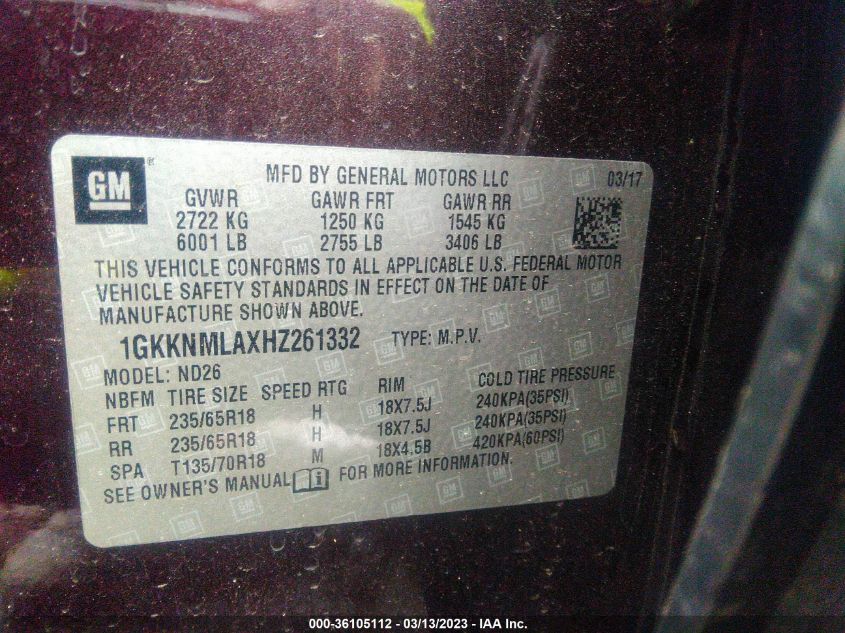 GM ® MFD BY GENERAL MOTORS LLC 03/17
GVWR GAWR FRT GAWR RR
2722 KG 1250 KG 1545 KG
6001 LB 2755 LB 3406 LB
THIS VEHICLE CONFORMS TO ALL APPLICABLE U.S. FEDERAL MOTOR
VEHICLE SAFETY STANDARDS IN EFFECT ON THE DATE OF
MANUFACTURE SHOWN ABOVE.
1GKKNMLAXHZ261332 TYPE: M.P.V.
MODEL: ND26
NBFM TIRE SIZE SPEED RTG RIM COLD TIRE PRESSURE
FRT 235/65R18 H 18X7.5J 240KPA(35PSI)
RR 235/65R18 H 18X7.5J 240KPA(35PSI)
SPA T135/70R18 M 18X4.5B 420KPA(60PSI)
SEE OWNER'S MANUAL FOR MORE INFORMATION.
000-36105112 - 03/13/2023 - IAA Inc.